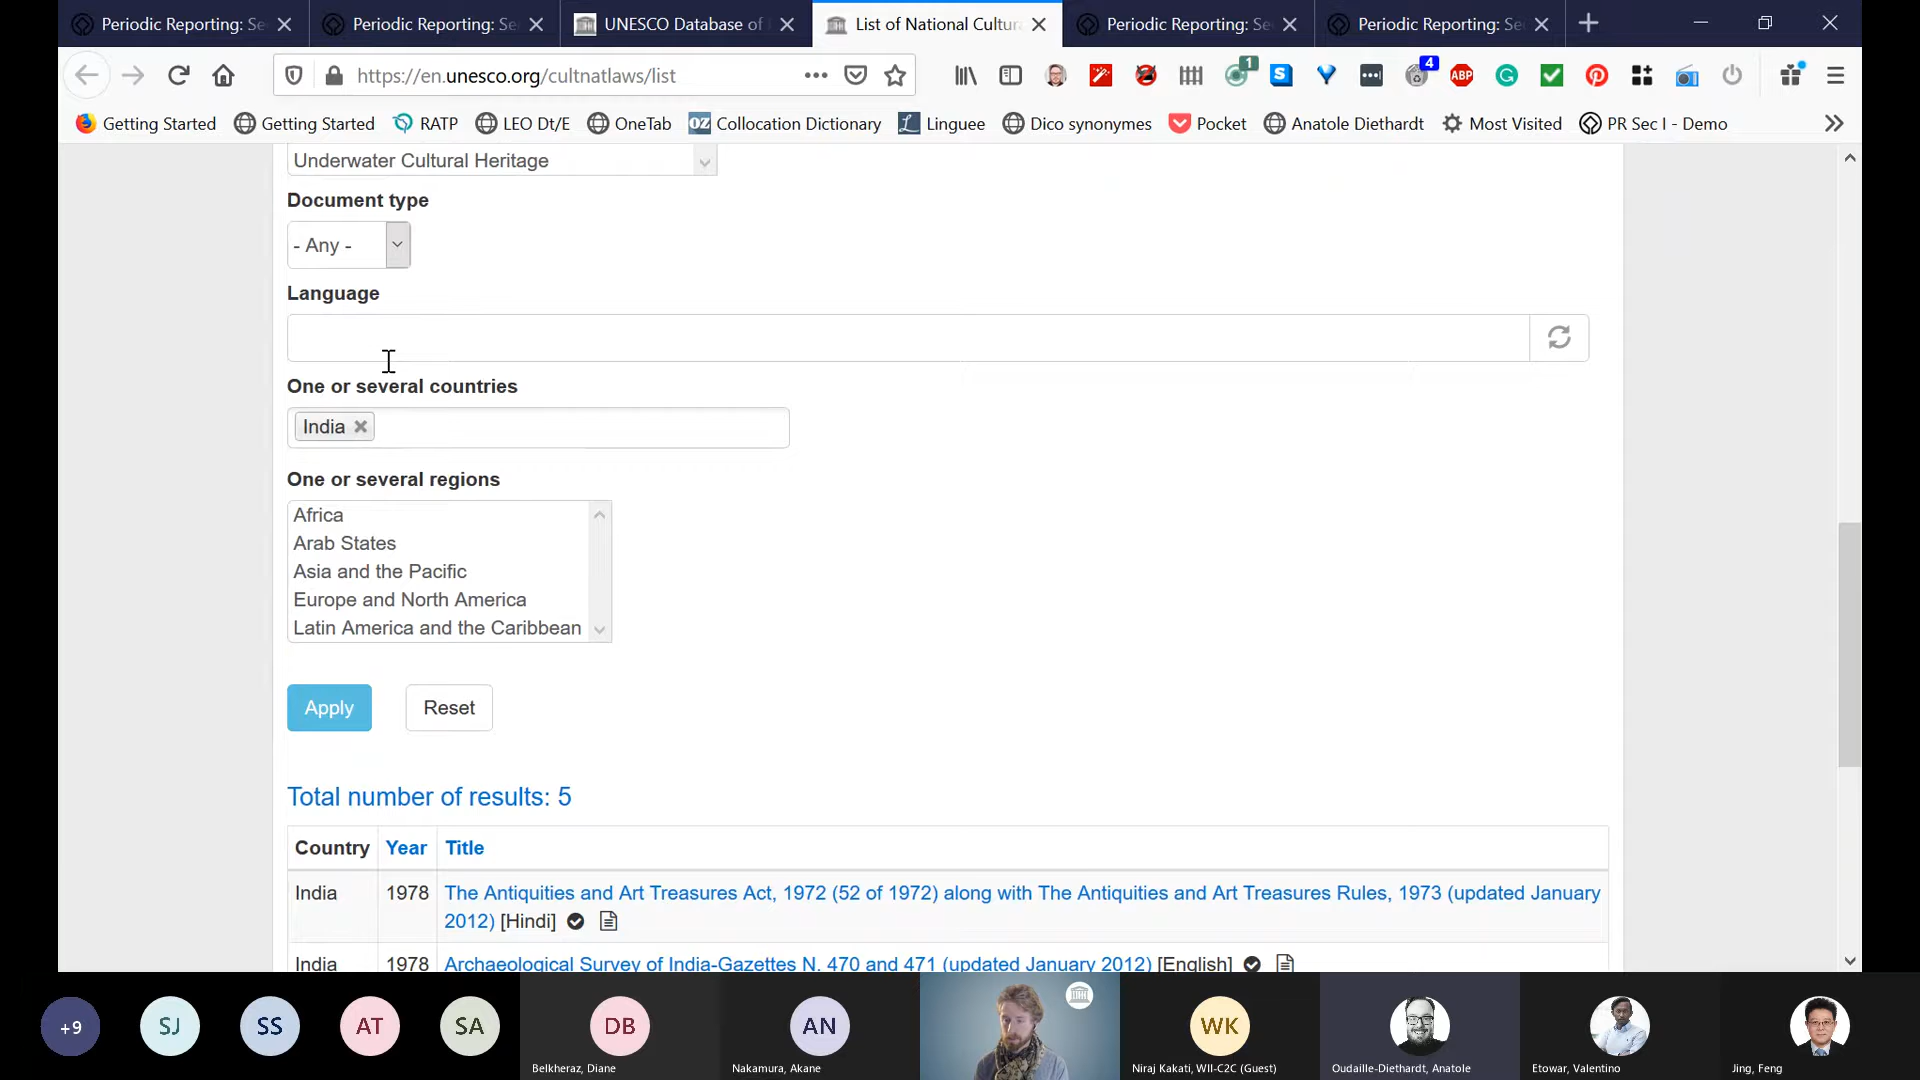 Periodic Reporting: Se
Periodic Reporting: Se
UNESCO Database of
List of National Cultura
Periodic Reporting: Se
Periodic Reporting: Se
https://en.unesco.org/cultnatlaws/list
1
4
ABP
Getting Started
Getting Started
RATP
LEO Dt/E
OneTab
OZ Collocation Dictionary
Linguee
Dico synonymes
Pocket
Anatole Diethardt
Most Visited
PR Sec I - Demo
Underwater Cultural Heritage
Document type
- Any -
Language
One or several countries
India
One or several regions
Africa
Arab States
Asia and the Pacific
Europe and North America
Latin America and the Caribbean
Apply Reset
Total number of results: 5
Country Year Title
India 1978 The Antiquities and Art Treasures Act, 1972 (52 of 1972) along with The Antiquities and Art Treasures Rules, 1973 (updated January
2012) [Hindi]
India 1978 Archaeological Survey of India-Gazettes N. 470 and 471 (updated January 2012) [English]
+9 SJ SS AT SA DB AN WK
Belkheraz, Diane
Nakamura, Akane
Niraj Kakati, WII-C2C (Guest)
Oudaille-Diethardt, Anatole
Etowar, Valentino
Jing, Feng